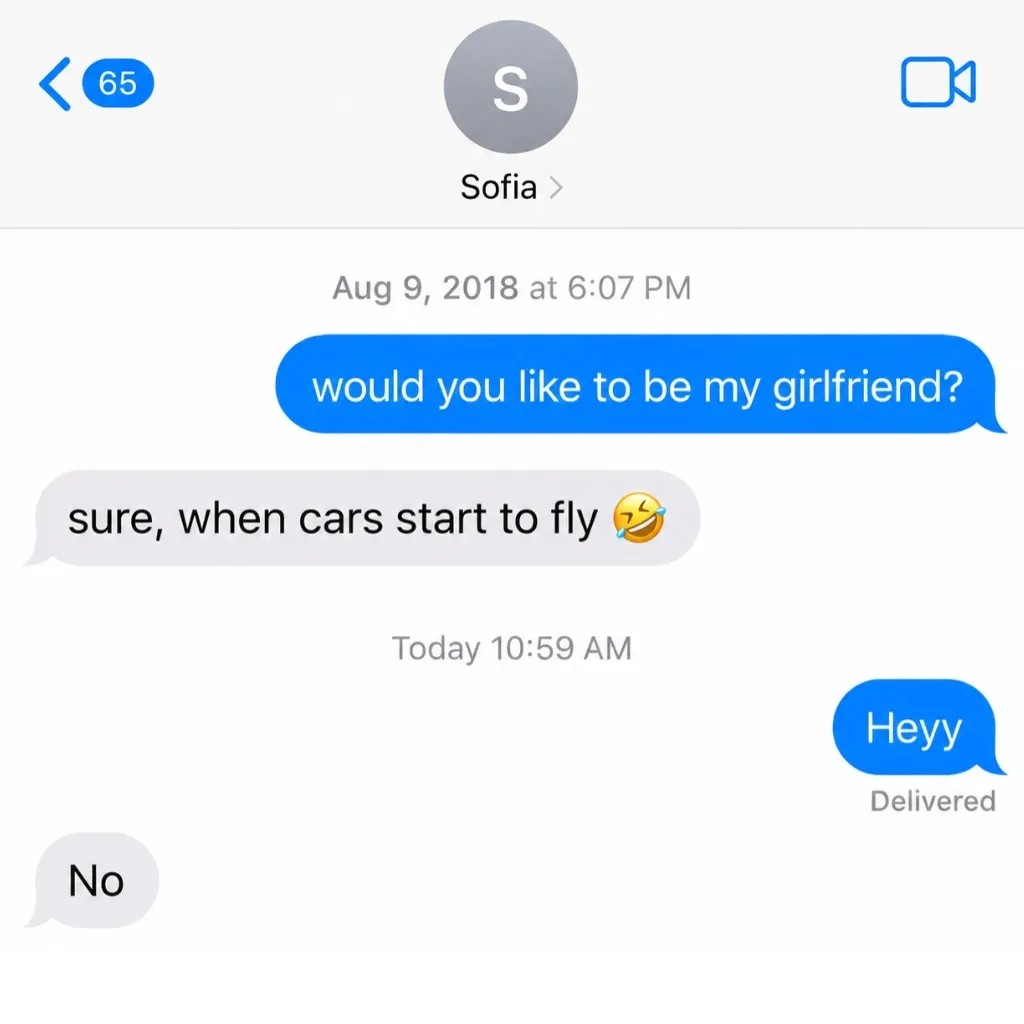 65
S
Sofia
Aug 9, 2018 at 6:07 PM
would you like to be my girlfriend?
sure, when cars start to fly 🤣
Today 10:59 AM
Heyy
Delivered
No